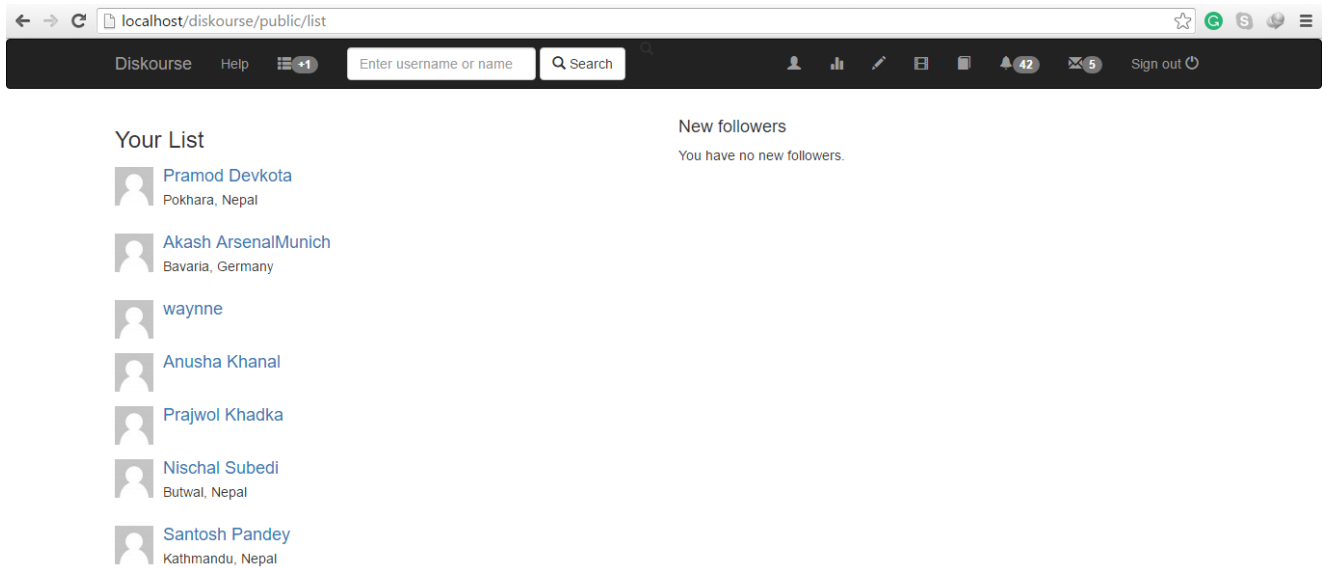 localhost/diskourse/public/list
Diskourse Help +1 Enter username or name Search 42 5 Sign out
Your List
Pramod Devkota
Pokhara, Nepal
Akash ArsenalMunich
Bavaria, Germany
waynne
Anusha Khanal
Prajwol Khadka
Nischal Subedi
Butwal, Nepal
Santosh Pandey
Kathmandu, Nepal
New followers
You have no new followers.